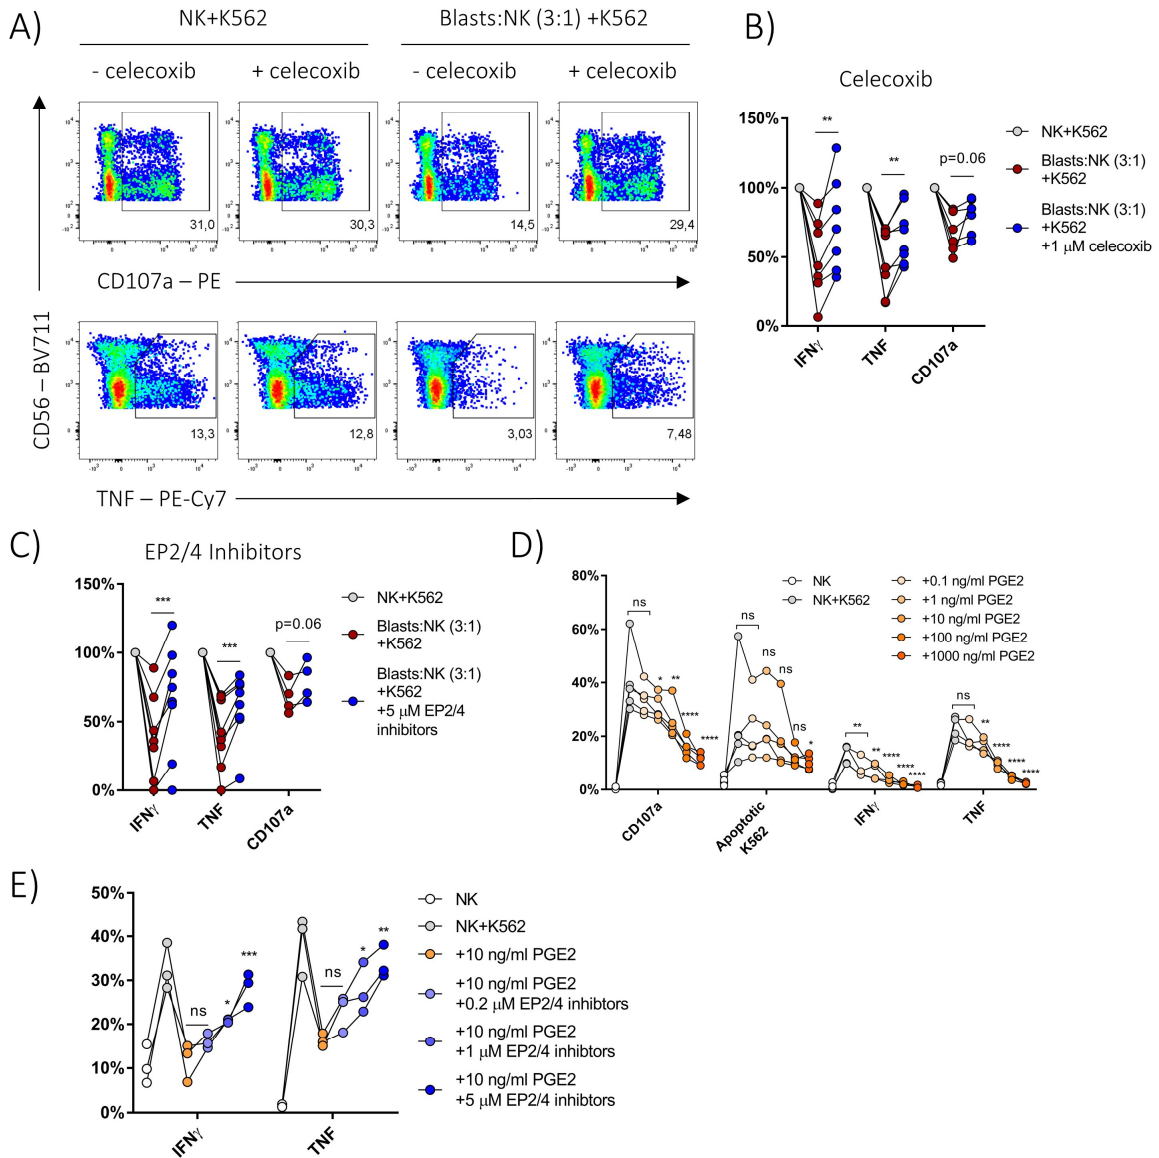 A)
NK+K562
Blasts:NK (3:1) +K562
- celecoxib
+ celecoxib
- celecoxib
+ celecoxib
31,0
30,3
14,5
29,4
CD107a – PE
CD56 – BV711
13,3
12,8
3,03
7,48
TNF – PE-Cy7
B)
Celecoxib
150%
100%
50%
0%
**
**
p=0.06
IFNγ
TNF
CD107a
NK+K562
Blasts:NK (3:1)
+K562
Blasts:NK (3:1)
+K562
+1 μM celecoxib
C)
EP2/4 Inhibitors
150%
100%
50%
0%
***
***
p=0.06
IFNγ
TNF
CD107a
NK+K562
Blasts:NK (3:1)
+K562
Blasts:NK (3:1)
+K562
+5 μM EP2/4
inhibitors
D)
80%
60%
40%
20%
0%
ns
*
**
****
****
ns
ns
ns
ns
*
**
**
****
****
****
ns
**
****
****
****
CD107a
Apoptotic
K562
IFNγ
TNF
NK
NK+K562
+0.1 ng/ml PGE2
+1 ng/ml PGE2
+10 ng/ml PGE2
+100 ng/ml PGE2
+1000 ng/ml PGE2
E)
50%
40%
30%
20%
10%
0%
ns
*
***
ns
*
**
IFNγ
TNF
NK
NK+K562
+10 ng/ml PGE2
+10 ng/ml PGE2
+0.2 μM EP2/4 inhibtors
+10 ng/ml PGE2
+1 μM EP2/4 inhibtors
+10 ng/ml PGE2
+5 μM EP2/4 inhibtors